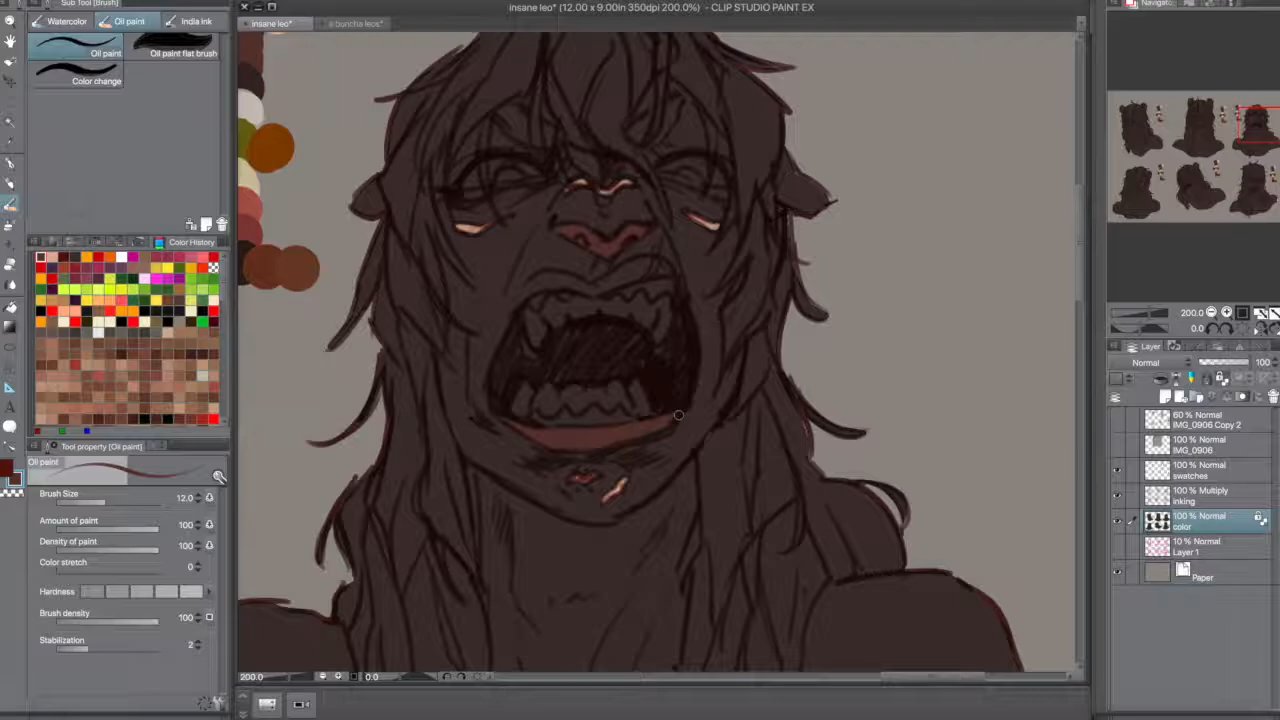 Sub Tool [Brush]
insane leo* (12.00 x 9.00in 350dpi 200.0%) - CLIP STUDIO PAINT EX
Navigator
Watercolor
Oil paint
India ink
insane leo*
a buncha leos*
Oil paint
Oil paint flat brush
Color change
Color History
200.0
0.0
Layer
Normal
100
60 % Normal
IMG_0906 Copy 2
100 % Normal
IMG_0906
100 % Normal
swatches
100 % Multiply
inking
100 % Normal
color
10 % Normal
Layer 1
Paper
Tool property [Oil paint]
Oil paint
Brush Size
12.0
Amount of paint
100
Density of paint
100
Color stretch
0
Hardness
Brush density
100
Stabilization
2
200.0
0.0